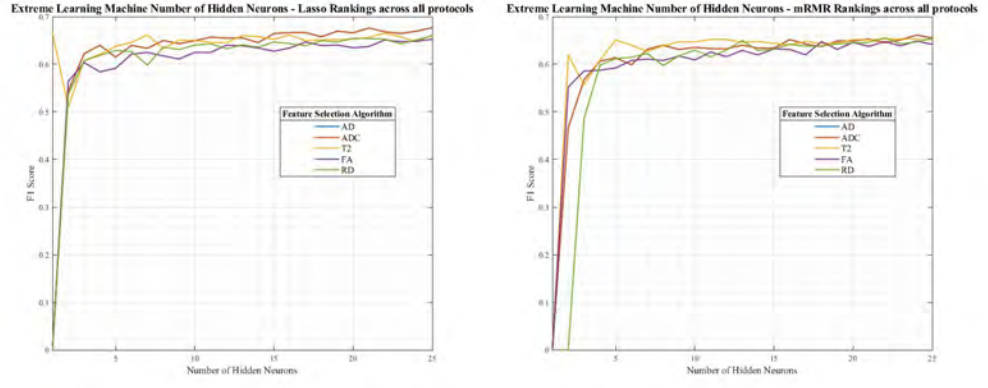 Extreme Learning Machine Number of Hidden Neurons - Lasso Rankings across all protocols
0.7
0.6
0.5
0.4
0.3
0.2
0.1
0
F1 Score
5
10
15
20
25
Number of Hidden Neurons
Feature Selection Algorithm
AD
ADC
T2
FA
RD
Extreme Learning Machine Number of Hidden Neurons - mRMR Rankings across all protocols
0.7
0.6
0.5
0.4
0.3
0.2
0.1
0
F1 Score
5
10
15
20
25
Number of Hidden Neurons
Feature Selection Algorithm
AD
ADC
T2
FA
RD